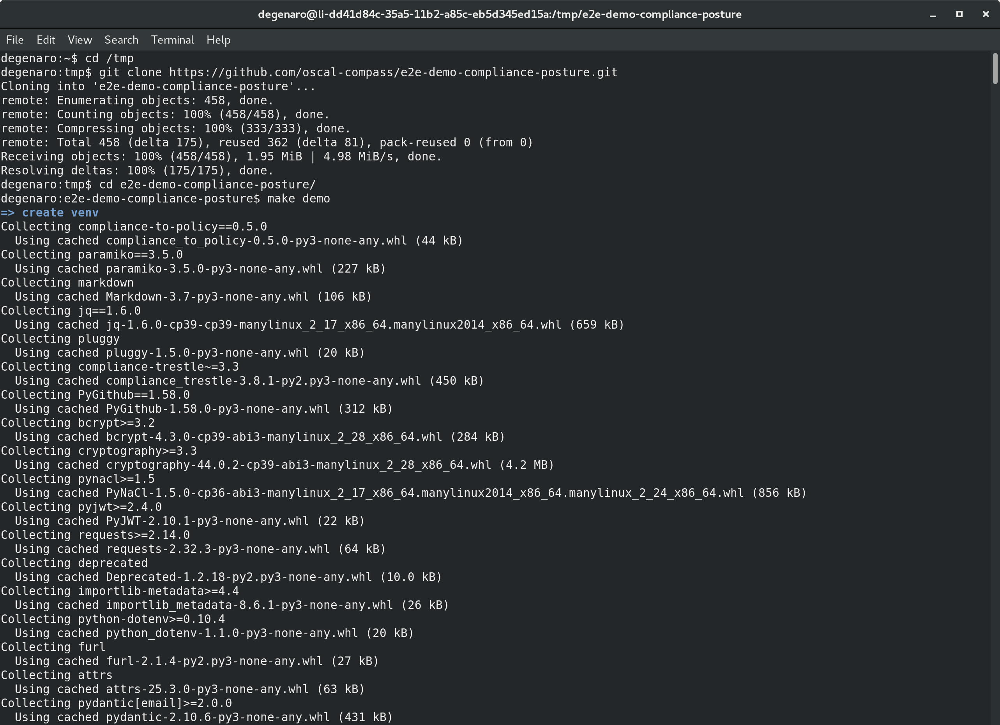 degenaro@li-dd41d84c-35a5-11b2-a85c-eb5d345ed15a:/tmp/e2e-demo-compliance-posture
File Edit View Search Terminal Help
degenaro:~$ cd /tmp
degenaro:tmp$ git clone https://github.com/oscal-compass/e2e-demo-compliance-posture.git
Cloning into 'e2e-demo-compliance-posture'...
remote: Enumerating objects: 458, done.
remote: Counting objects: 100% (458/458), done.
remote: Compressing objects: 100% (333/333), done.
remote: Total 458 (delta 175), reused 362 (delta 81), pack-reused 0 (from 0)
Receiving objects: 100% (458/458), 1.95 MiB | 4.98 MiB/s, done.
Resolving deltas: 100% (175/175), done.
degenaro:tmp$ cd e2e-demo-compliance-posture/
degenaro:e2e-demo-compliance-posture$ make demo
=> create venv
Collecting compliance-to-policy==0.5.0
  Using cached compliance_to_policy-0.5.0-py3-none-any.whl (44 kB)
Collecting paramiko==3.5.0
  Using cached paramiko-3.5.0-py3-none-any.whl (227 kB)
Collecting markdown
  Using cached Markdown-3.7-py3-none-any.whl (106 kB)
Collecting jq==1.6.0
  Using cached jq-1.6.0-cp39-cp39-manylinux_2_17_x86_64.manylinux2014_x86_64.whl (659 kB)
Collecting pluggy
  Using cached pluggy-1.5.0-py3-none-any.whl (20 kB)
Collecting compliance-trestle~=3.3
  Using cached compliance_trestle-3.8.1-py2.py3-none-any.whl (450 kB)
Collecting PyGithub==1.58.0
  Using cached PyGithub-1.58.0-py3-none-any.whl (312 kB)
Collecting bcrypt>=3.2
  Using cached bcrypt-4.3.0-cp39-abi3-manylinux_2_28_x86_64.whl (284 kB)
Collecting cryptography>=3.3
  Using cached cryptography-44.0.2-cp39-abi3-manylinux_2_28_x86_64.whl (4.2 MB)
Collecting pynacl>=1.5
  Using cached PyNaCl-1.5.0-cp36-abi3-manylinux_2_17_x86_64.manylinux2014_x86_64.manylinux_2_24_x86_64.whl (856 kB)
Collecting pyjwt>=2.4.0
  Using cached PyJWT-2.10.1-py3-none-any.whl (22 kB)
Collecting requests>=2.14.0
  Using cached requests-2.32.3-py3-none-any.whl (64 kB)
Collecting deprecated
  Using cached Deprecated-1.2.18-py2.py3-none-any.whl (10.0 kB)
Collecting importlib-metadata>=4.4
  Using cached importlib_metadata-8.6.1-py3-none-any.whl (26 kB)
Collecting python-dotenv>=0.10.4
  Using cached python_dotenv-1.1.0-py3-none-any.whl (20 kB)
Collecting furl
  Using cached furl-2.1.4-py2.py3-none-any.whl (27 kB)
Collecting attrs
  Using cached attrs-25.3.0-py3-none-any.whl (63 kB)
Collecting pydantic[email]>=2.0.0
  Using cached pydantic-2.10.6-py3-none-any.whl (431 kB)